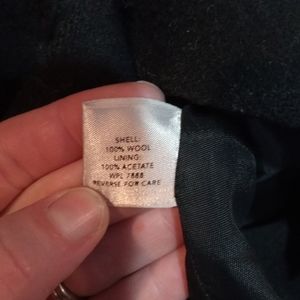 SHELL:
100% WOOL
LINING:
100% ACETATE
WPL 7888
REVERSE FOR CARE